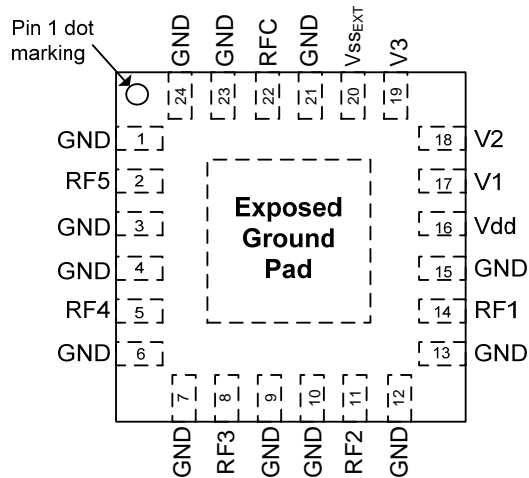 Pin 1 dot
marking
GND
GND
RFC
GND
VssEXT
V3
24
23
22
21
20
19
GND 1
RF5 2
GND 3
GND 4
RF4 5
GND 6
18 V2
17 V1
16 Vdd
15 GND
14 RF1
13 GND
Exposed
Ground
Pad
7
8
9
10
11
12
GND
RF3
GND
GND
RF2
GND